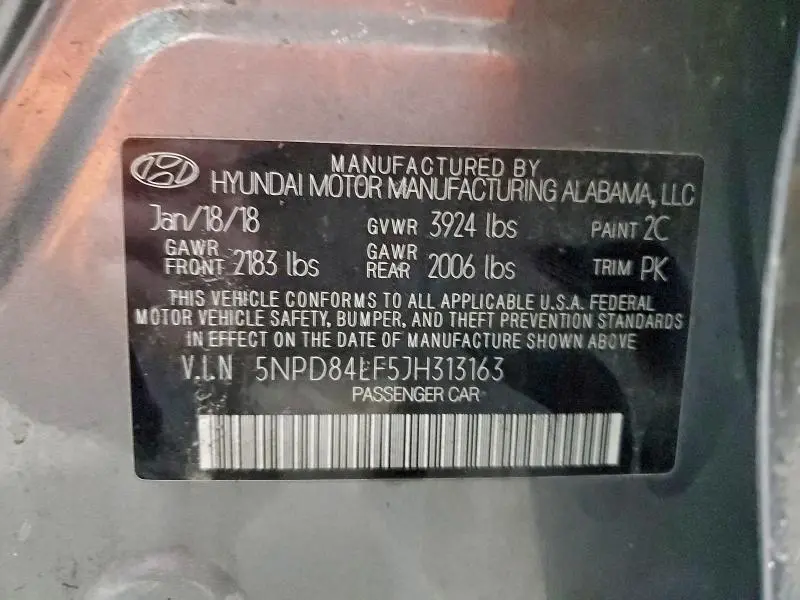 MANUFACTURED BY
HYUNDAI MOTOR MANUFACTURING ALABAMA, LLC
Jan/18/18 GVWR 3924 lbs PAINT 2C
GAWR FRONT 2183 lbs GAWR REAR 2006 lbs TRIM PK
THIS VEHICLE CONFORMS TO ALL APPLICABLE U.S.A. FEDERAL
MOTOR VEHICLE SAFETY, BUMPER, AND THEFT PREVENTION STANDARDS
IN EFFECT ON THE DATE OF MANUFACTURE SHOWN ABOVE
V.I.N 5NPD84LF5JH313163
PASSENGER CAR